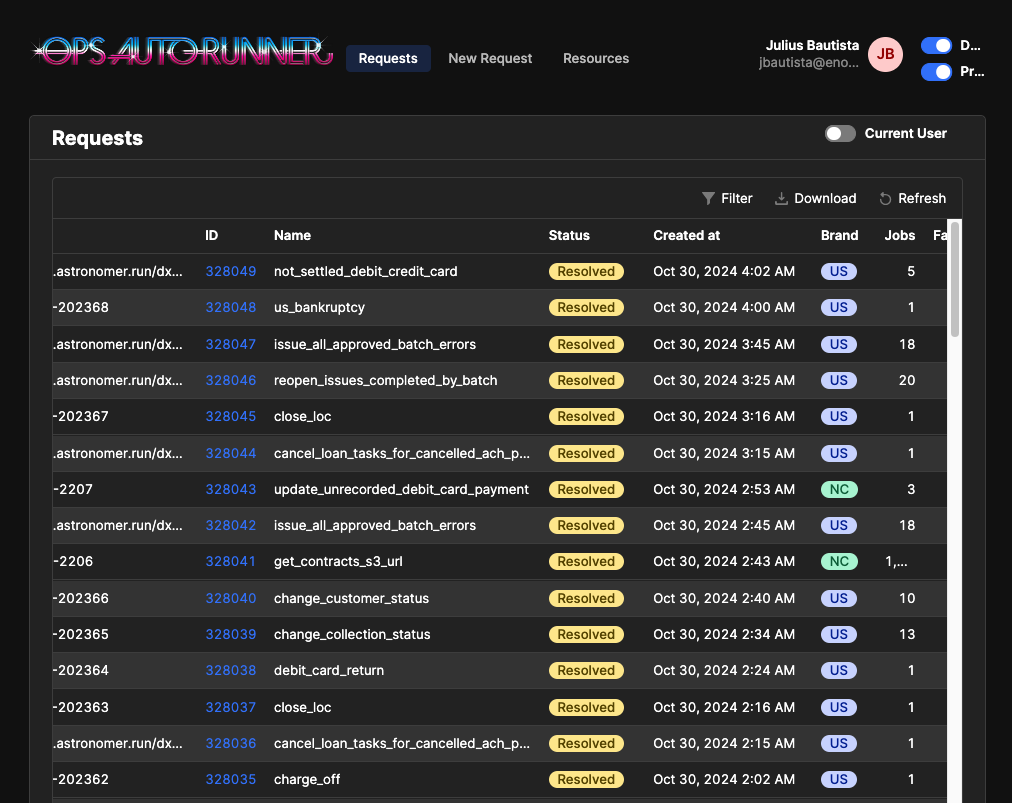 OPS AUTORUNNER
Requests New Request Resources
Julius Bautista
jbautista@eno...
JB
D...
Pr...
Requests
Current User
Filter Download Refresh
ID Name Status Created at Brand Jobs Fa
.astronomer.run/dx... 328049 not_settled_debit_credit_card Resolved Oct 30, 2024 4:02 AM US 5
-202368 328048 us_bankruptcy Resolved Oct 30, 2024 4:00 AM US 1
.astronomer.run/dx... 328047 issue_all_approved_batch_errors Resolved Oct 30, 2024 3:45 AM US 18
.astronomer.run/dx... 328046 reopen_issues_completed_by_batch Resolved Oct 30, 2024 3:25 AM US 20
-202367 328045 close_loc Resolved Oct 30, 2024 3:16 AM US 1
.astronomer.run/dx... 328044 cancel_loan_tasks_for_cancelled_ach_p... Resolved Oct 30, 2024 3:15 AM US 1
-2207 328043 update_unrecorded_debit_card_payment Resolved Oct 30, 2024 2:53 AM NC 3
.astronomer.run/dx... 328042 issue_all_approved_batch_errors Resolved Oct 30, 2024 2:45 AM US 18
-2206 328041 get_contracts_s3_url Resolved Oct 30, 2024 2:43 AM NC 1,...
-202366 328040 change_customer_status Resolved Oct 30, 2024 2:40 AM US 10
-202365 328039 change_collection_status Resolved Oct 30, 2024 2:34 AM US 13
-202364 328038 debit_card_return Resolved Oct 30, 2024 2:24 AM US 1
-202363 328037 close_loc Resolved Oct 30, 2024 2:16 AM US 1
.astronomer.run/dx... 328036 cancel_loan_tasks_for_cancelled_ach_p... Resolved Oct 30, 2024 2:15 AM US 1
-202362 328035 charge_off Resolved Oct 30, 2024 2:02 AM US 1